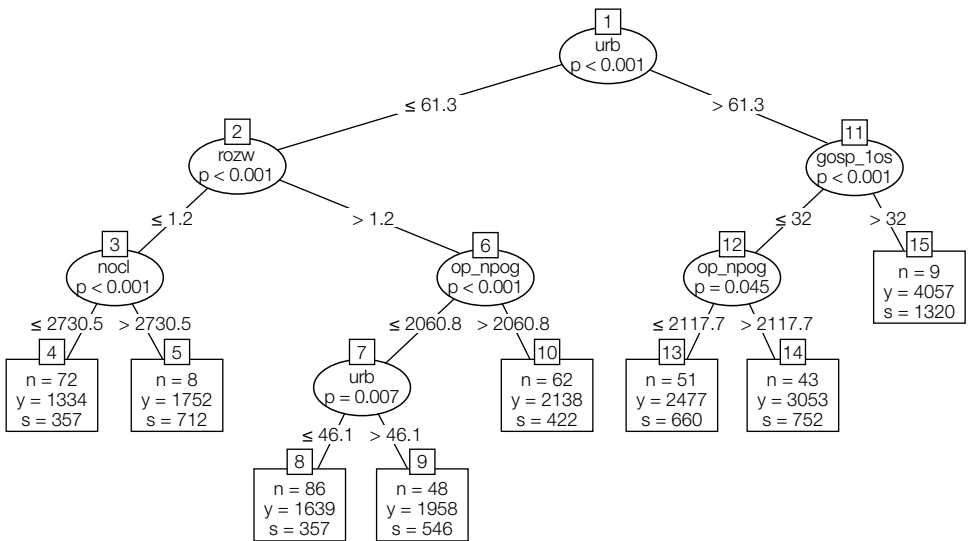 1
urb
p < 0.001
≤ 61.3
> 61.3
2
rozw
p < 0.001
11
gosp_1os
p < 0.001
≤ 1.2
> 1.2
≤ 32
> 32
3
nocl
p < 0.001
6
op_npog
p < 0.001
12
op_npog
p = 0.045
15
n = 9
y = 4057
s = 1320
≤ 2730.5
> 2730.5
≤ 2060.8
> 2060.8
≤ 2117.7
> 2117.7
4
n = 72
y = 1334
s = 357
5
n = 8
y = 1752
s = 712
7
urb
p = 0.007
10
n = 62
y = 2138
s = 422
13
n = 51
y = 2477
s = 660
14
n = 43
y = 3053
s = 752
≤ 46.1
> 46.1
8
n = 86
y = 1639
s = 357
9
n = 48
y = 1958
s = 546